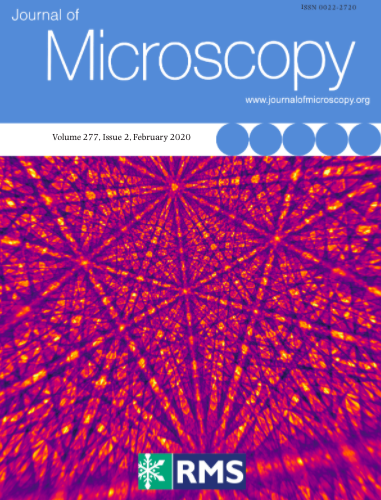 ISSN 0022-2720
Journal of
Microscopy
www.journalofmicroscopy.org
Volume 277, Issue 2, February 2020
RMS